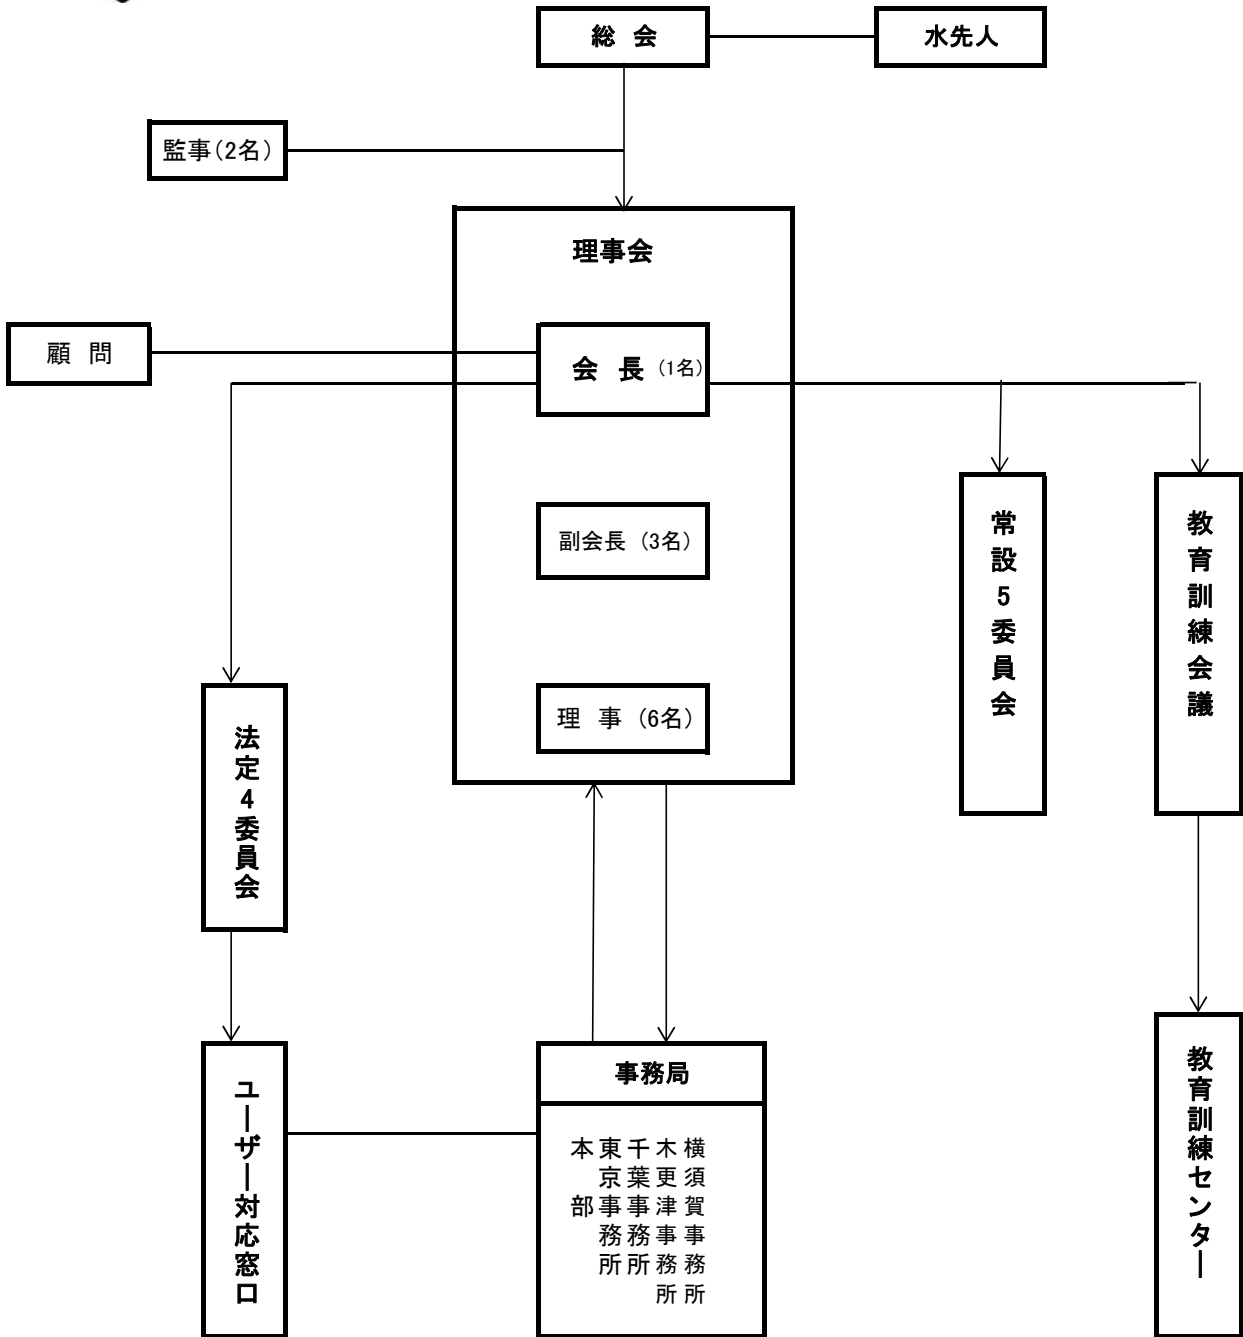 総 会
水先人
監事(2名)
理事会
顧 問
会 長 (1名)
副会長 (3名)
理 事 (6名)
常設5委員会
教育訓練会議
法定4委員会
ユーザー対応窓口
事務局
本 部
東京事務所
千葉事務所
木更津事務所
横須賀事務所
教育訓練センター